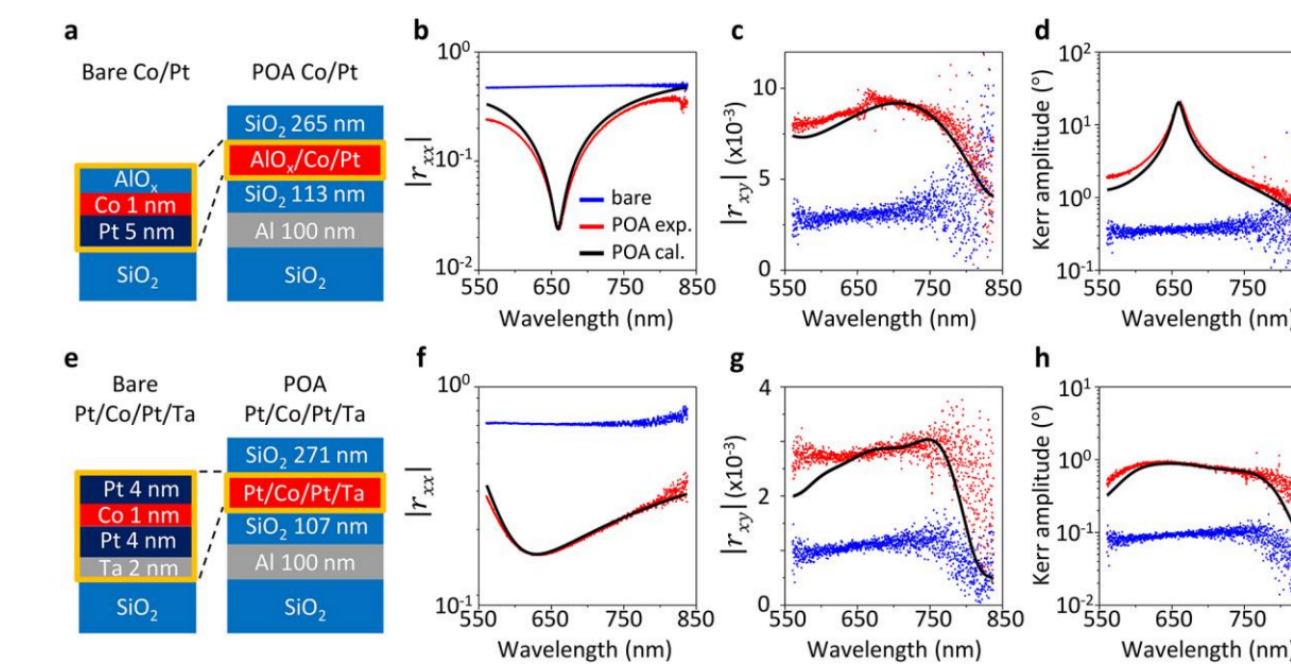 a
Bare Co/Pt
POA Co/Pt
AlOx
Co 1 nm
Pt 5 nm
SiO2
SiO2 265 nm
AlOx/Co/Pt
SiO2 113 nm
Al 100 nm
SiO2
b
|rxx|
10^0
10^-1
10^-2
bare
POA exp.
POA cal.
550 650 750 850
Wavelength (nm)
c
|rxy| (x10^-3)
10
5
0
550 650 750 850
Wavelength (nm)
d
Kerr amplitude (°)
10^2
10^1
10^0
10^-1
550 650 750
Wavelength (nm)
e
Bare
Pt/Co/Pt/Ta
POA
Pt/Co/Pt/Ta
Pt 4 nm
Co 1 nm
Pt 4 nm
Ta 2 nm
SiO2
SiO2 271 nm
Pt/Co/Pt/Ta
SiO2 107 nm
Al 100 nm
SiO2
f
|rxx|
10^0
10^-1
550 650 750 850
Wavelength (nm)
g
|rxy| (x10^-3)
4
2
0
550 650 750 850
Wavelength (nm)
h
Kerr amplitude (°)
10^1
10^0
10^-1
10^-2
550 650 750
Wavelength (nm)